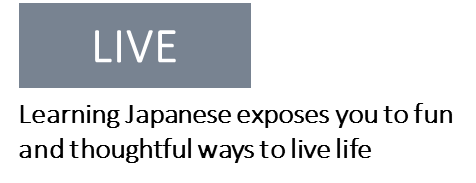 LIVE
Learning Japanese exposes you to fun
and thoughtful ways to live life